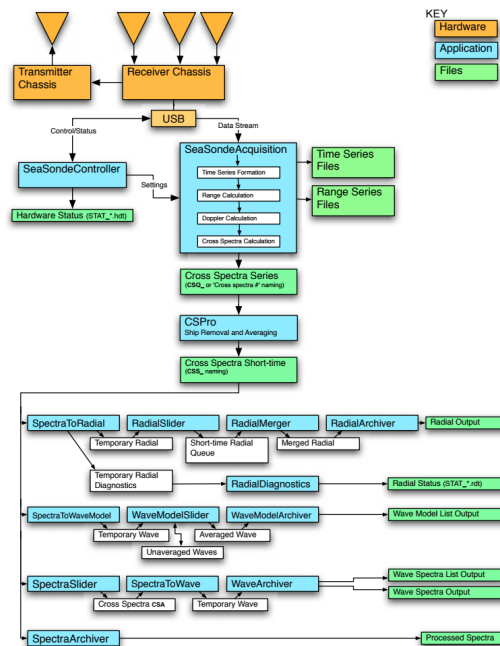 KEY
Hardware
Application
Files
Transmitter
Chassis
Receiver Chassis
USB
Control/Status
Data Stream
SeaSondeAcquisition
Time Series Formation
Range Calculation
Doppler Calculation
Cross Spectra Calculation
Time Series
Files
Range Series
Files
SeaSondeController
Settings
Hardware Status (STAT_*.hdt)
Cross Spectra Series
(CSQ_ or 'Cross spectra #' naming)
CSPro
Ship Removal and Averaging
Cross Spectra Short-time
(CSS_ naming)
SpectraToRadial
RadialSlider
RadialMerger
RadialArchiver
Radial Output
Temporary Radial
Short-time Radial
Queue
Merged Radial
Temporary Radial
Diagnostics
RadialDiagnostics
Radial Status (STAT_*.rdt)
SpectraToWaveModel
WaveModelSlider
WaveModelArchiver
Wave Model List Output
Temporary Wave
Averaged Wave
Unaveraged Waves
SpectraSlider
SpectraToWave
WaveArchiver
Wave Spectra List Output
Wave Spectra Output
Cross Spectra CSA
Temporary Wave
SpectraArchiver
Processed Spectra